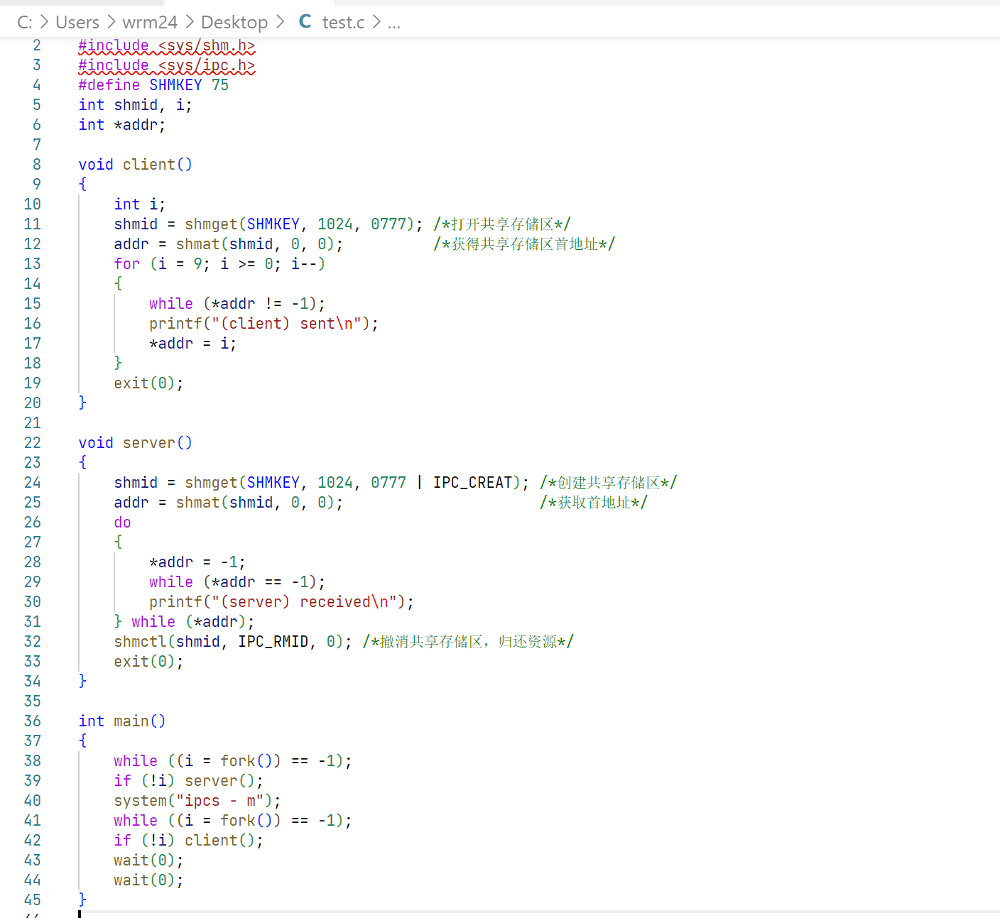 C: > Users > wrm24 > Desktop > C test.c > ...
2 #include <sys/shm.h>
3 #include <sys/ipc.h>
4 #define SHMKEY 75
5 int shmid, i;
6 int *addr;
7
8 void client()
9 {
10 int i;
11 shmid = shmget(SHMKEY, 1024, 0777); /*打开共享存储区*/
12 addr = shmat(shmid, 0, 0); /*获得共享存储区首地址*/
13 for (i = 9; i >= 0; i--)
14 {
15 while (*addr != -1);
16 printf("(client) sent\n");
17 *addr = i;
18 }
19 exit(0);
20 }
21
22 void server()
23 {
24 shmid = shmget(SHMKEY, 1024, 0777 | IPC_CREAT); /*创建共享存储区*/
25 addr = shmat(shmid, 0, 0); /*获取首地址*/
26 do
27 {
28 *addr = -1;
29 while (*addr == -1);
30 printf("(server) received\n");
31 } while (*addr);
32 shmctl(shmid, IPC_RMID, 0); /*撤消共享存储区，归还资源*/
33 exit(0);
34 }
35
36 int main()
37 {
38 while ((i = fork()) == -1);
39 if (!i) server();
40 system("ipcs - m");
41 while ((i = fork()) == -1);
42 if (!i) client();
43 wait(0);
44 wait(0);
45 }